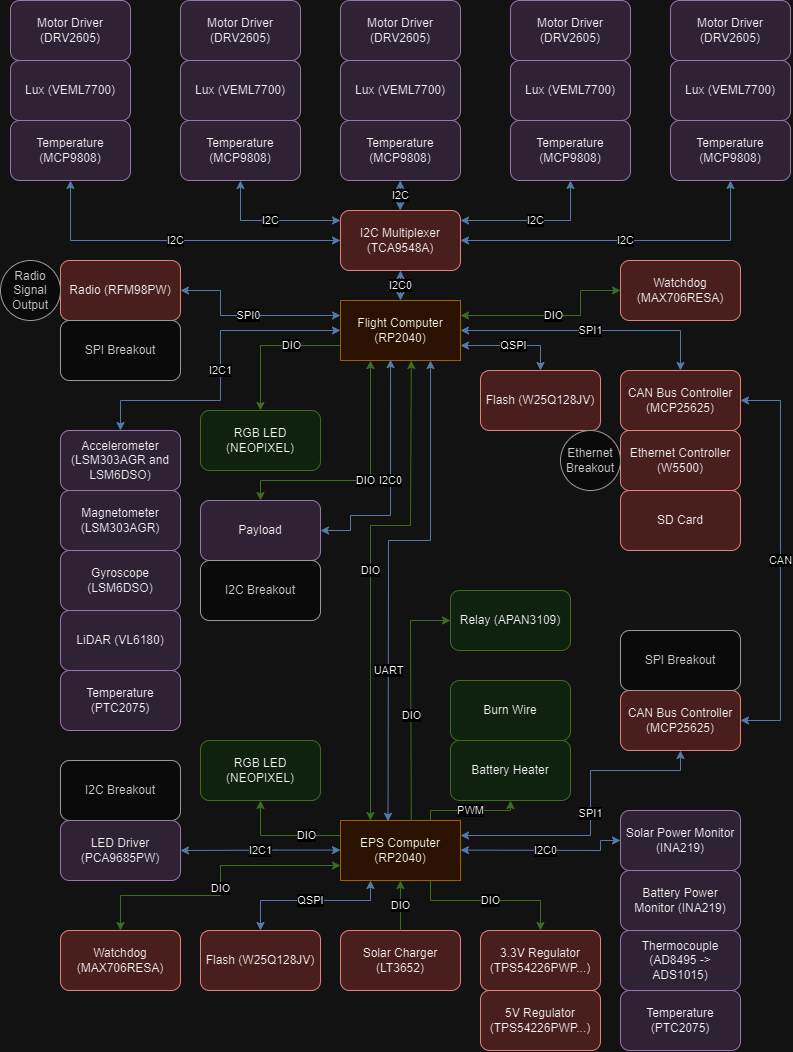 Motor Driver
(DRV2605)
Motor Driver
(DRV2605)
Motor Driver
(DRV2605)
Motor Driver
(DRV2605)
Motor Driver
(DRV2605)
Lux (VEML7700)
Lux (VEML7700)
Lux (VEML7700)
Lux (VEML7700)
Lux (VEML7700)
Temperature
(MCP9808)
Temperature
(MCP9808)
Temperature
(MCP9808)
Temperature
(MCP9808)
Temperature
(MCP9808)
I2C
I2C
I2C
I2C
I2C
I2C Multiplexer
(TCA9548A)
I2C0
Radio
Signal
Output
Radio (RFM98PW)
SPI Breakout
SPI0
Flight Computer
(RP2040)
DIO
Watchdog
(MAX706RESA)
SPI1
QSPI
DIO
I2C1
Flash (W25Q128JV)
CAN Bus Controller
(MCP25625)
Ethernet
Breakout
Ethernet Controller
(W5500)
SD Card
RGB LED
(NEOPIXEL)
Accelerometer
(LSM303AGR and
LSM6DSO)
Magnetometer
(LSM303AGR)
Gyroscope
(LSM6DSO)
LiDAR (VL6180)
Temperature
(PTC2075)
DIO
I2C0
Payload
I2C Breakout
DIO
CAN
Relay (APAN3109)
UART
DIO
SPI Breakout
CAN Bus Controller
(MCP25625)
Burn Wire
Battery Heater
RGB LED
(NEOPIXEL)
I2C Breakout
LED Driver
(PCA9685PW)
PWM
SPI1
DIO
EPS Computer
(RP2040)
I2C1
I2C0
Solar Power Monitor
(INA219)
Battery Power
Monitor (INA219)
Thermocouple
(AD8495 ->
ADS1015)
Temperature
(PTC2075)
DIO
QSPI
DIO
DIO
Watchdog
(MAX706RESA)
Flash (W25Q128JV)
Solar Charger
(LT3652)
3.3V Regulator
(TPS54226PWP...)
5V Regulator
(TPS54226PWP...)